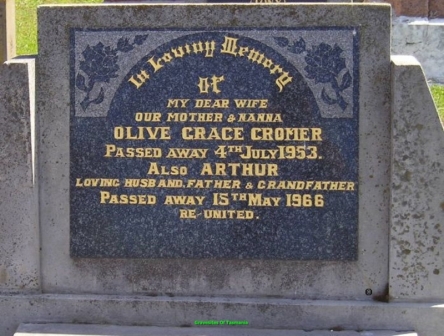 In Loving Memory
Of
MY DEAR WIFE
OUR MOTHER & NANNA
OLIVE GRACE CROMER
PASSED AWAY 4TH JULY 1953.
ALSO ARTHUR
LOVING HUSBAND, FATHER & GRANDFATHER
PASSED AWAY 15TH MAY 1966
RE-UNITED.